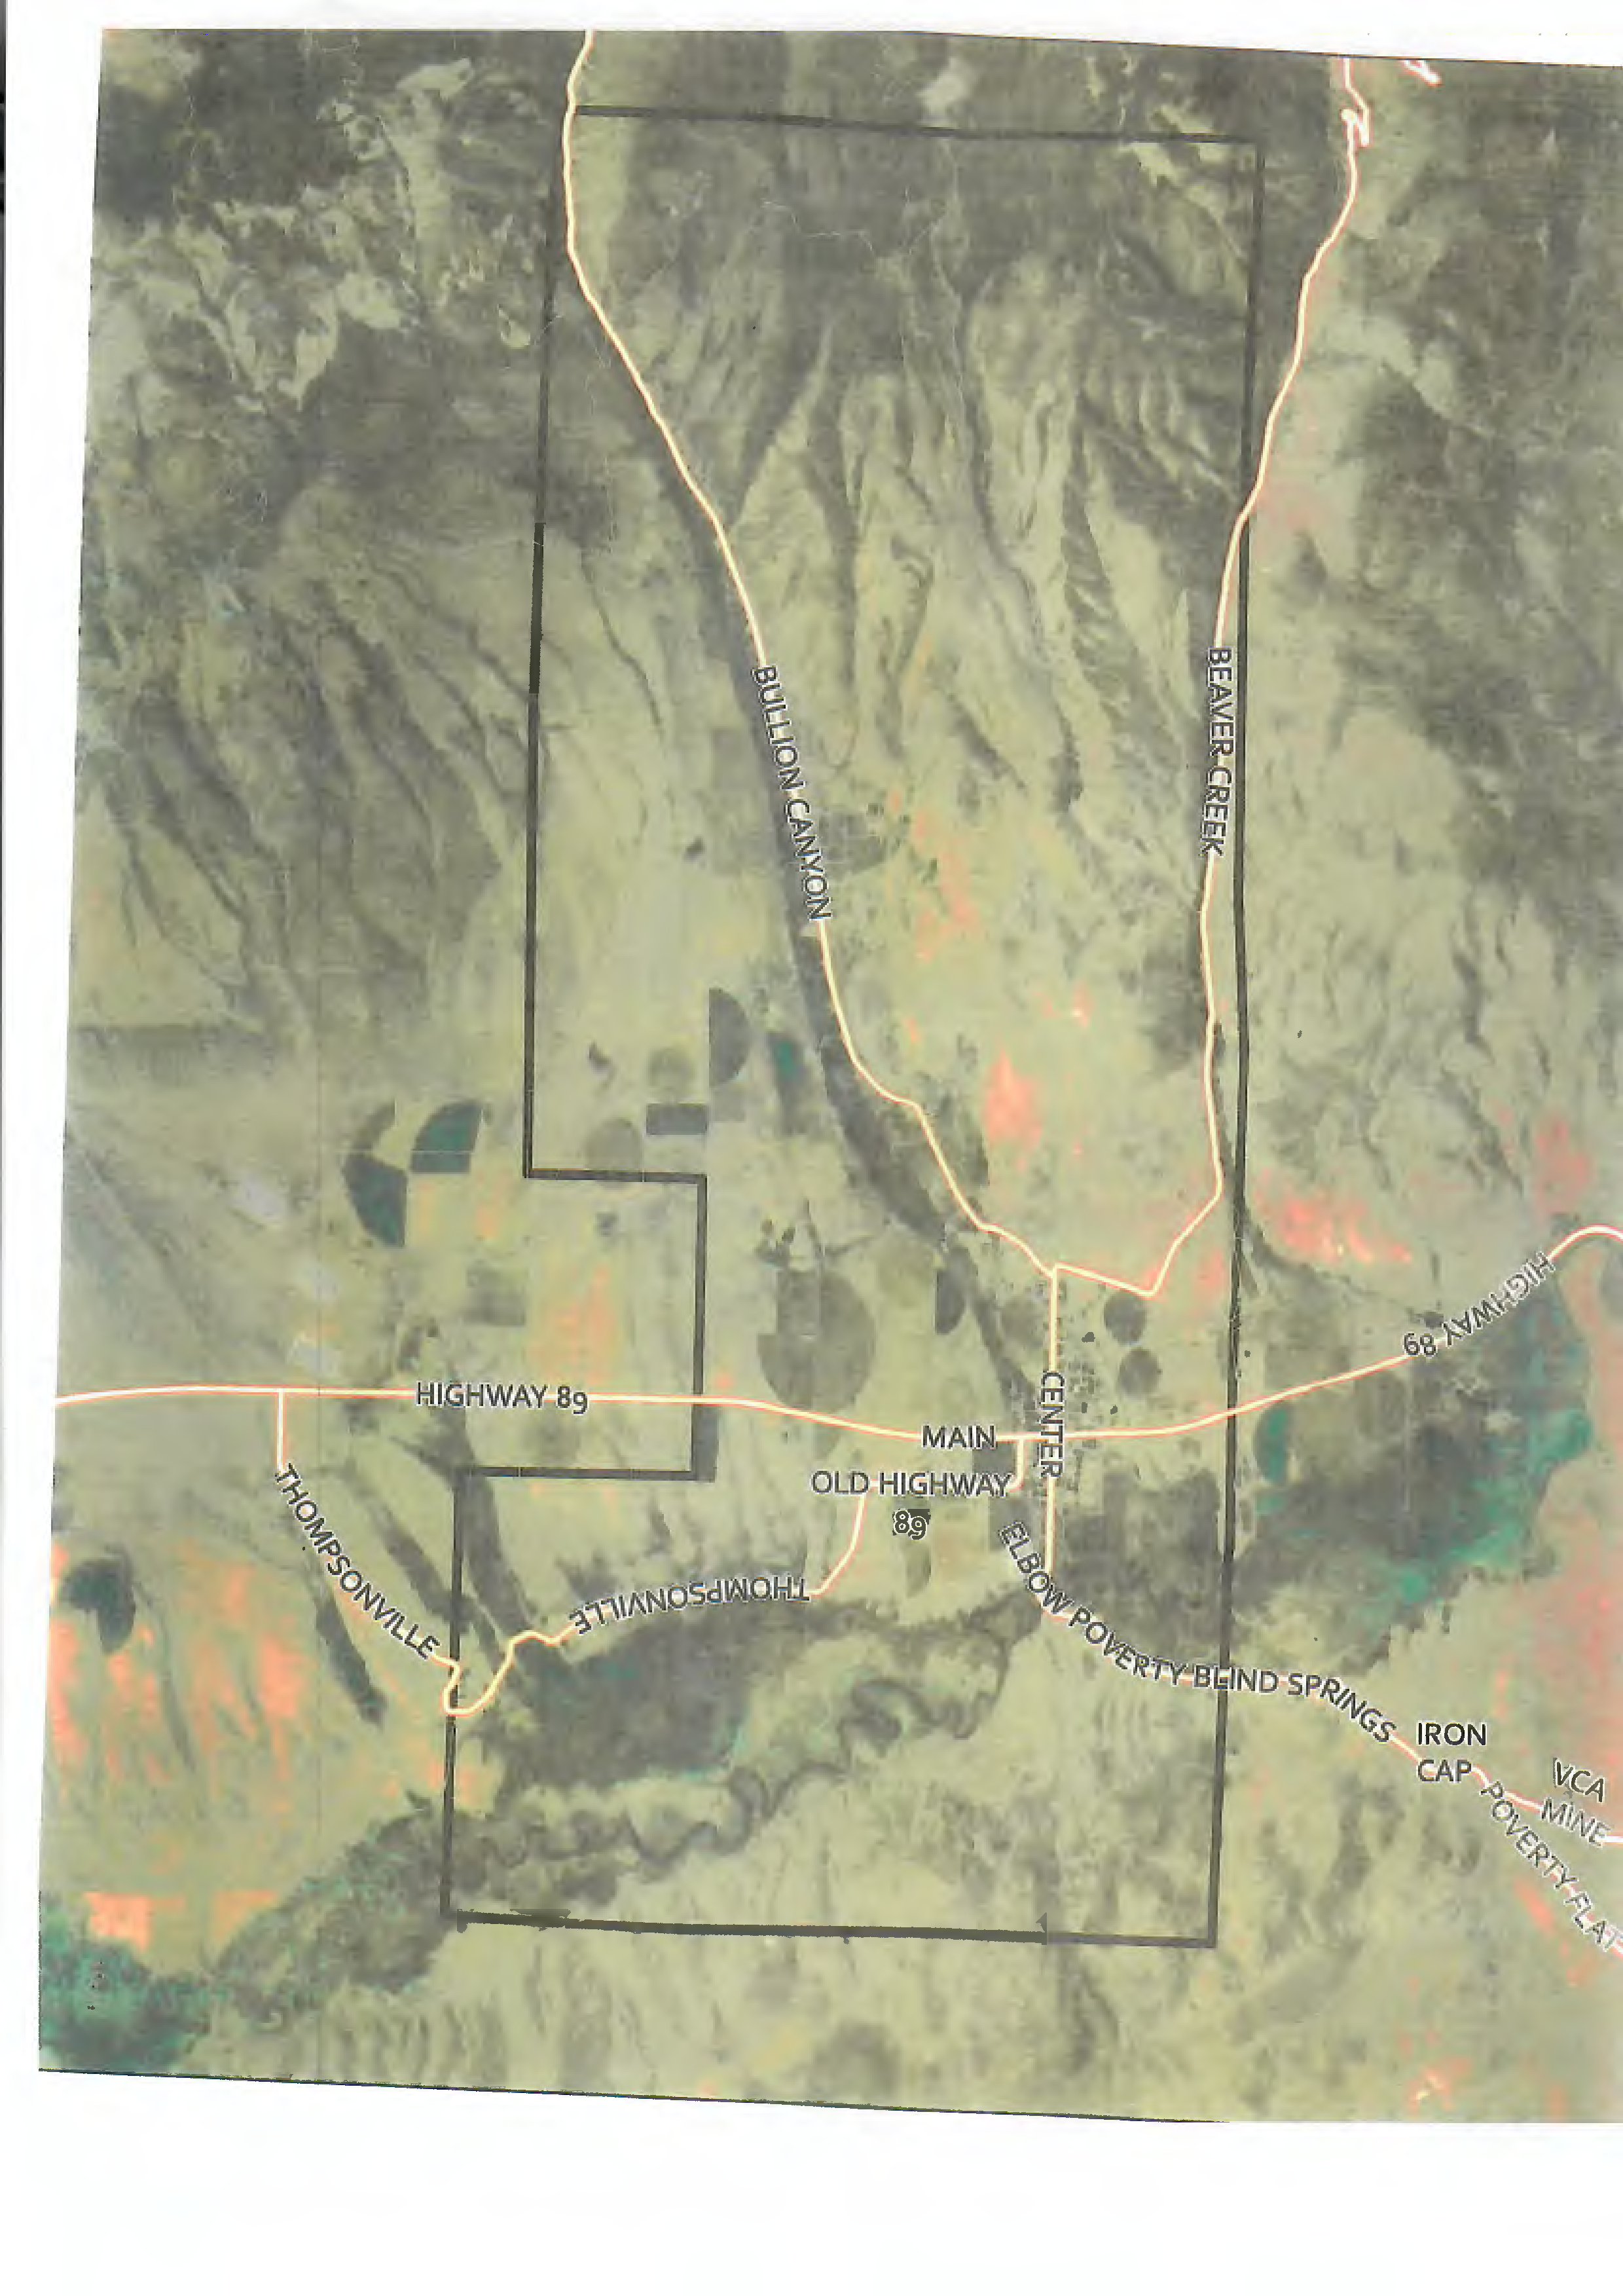 BEAVER CREEK
BULLION CANYON
HIGHWAY 89
HIGHWAY 89
CENTER
MAIN
OLD HIGHWAY
89
THOMPSONVILLE
THOMPSONVILLE
ELBOW POVERTY BLIND SPRINGS
IRON
CAP
VCA
MINE
POVERTY FLAT